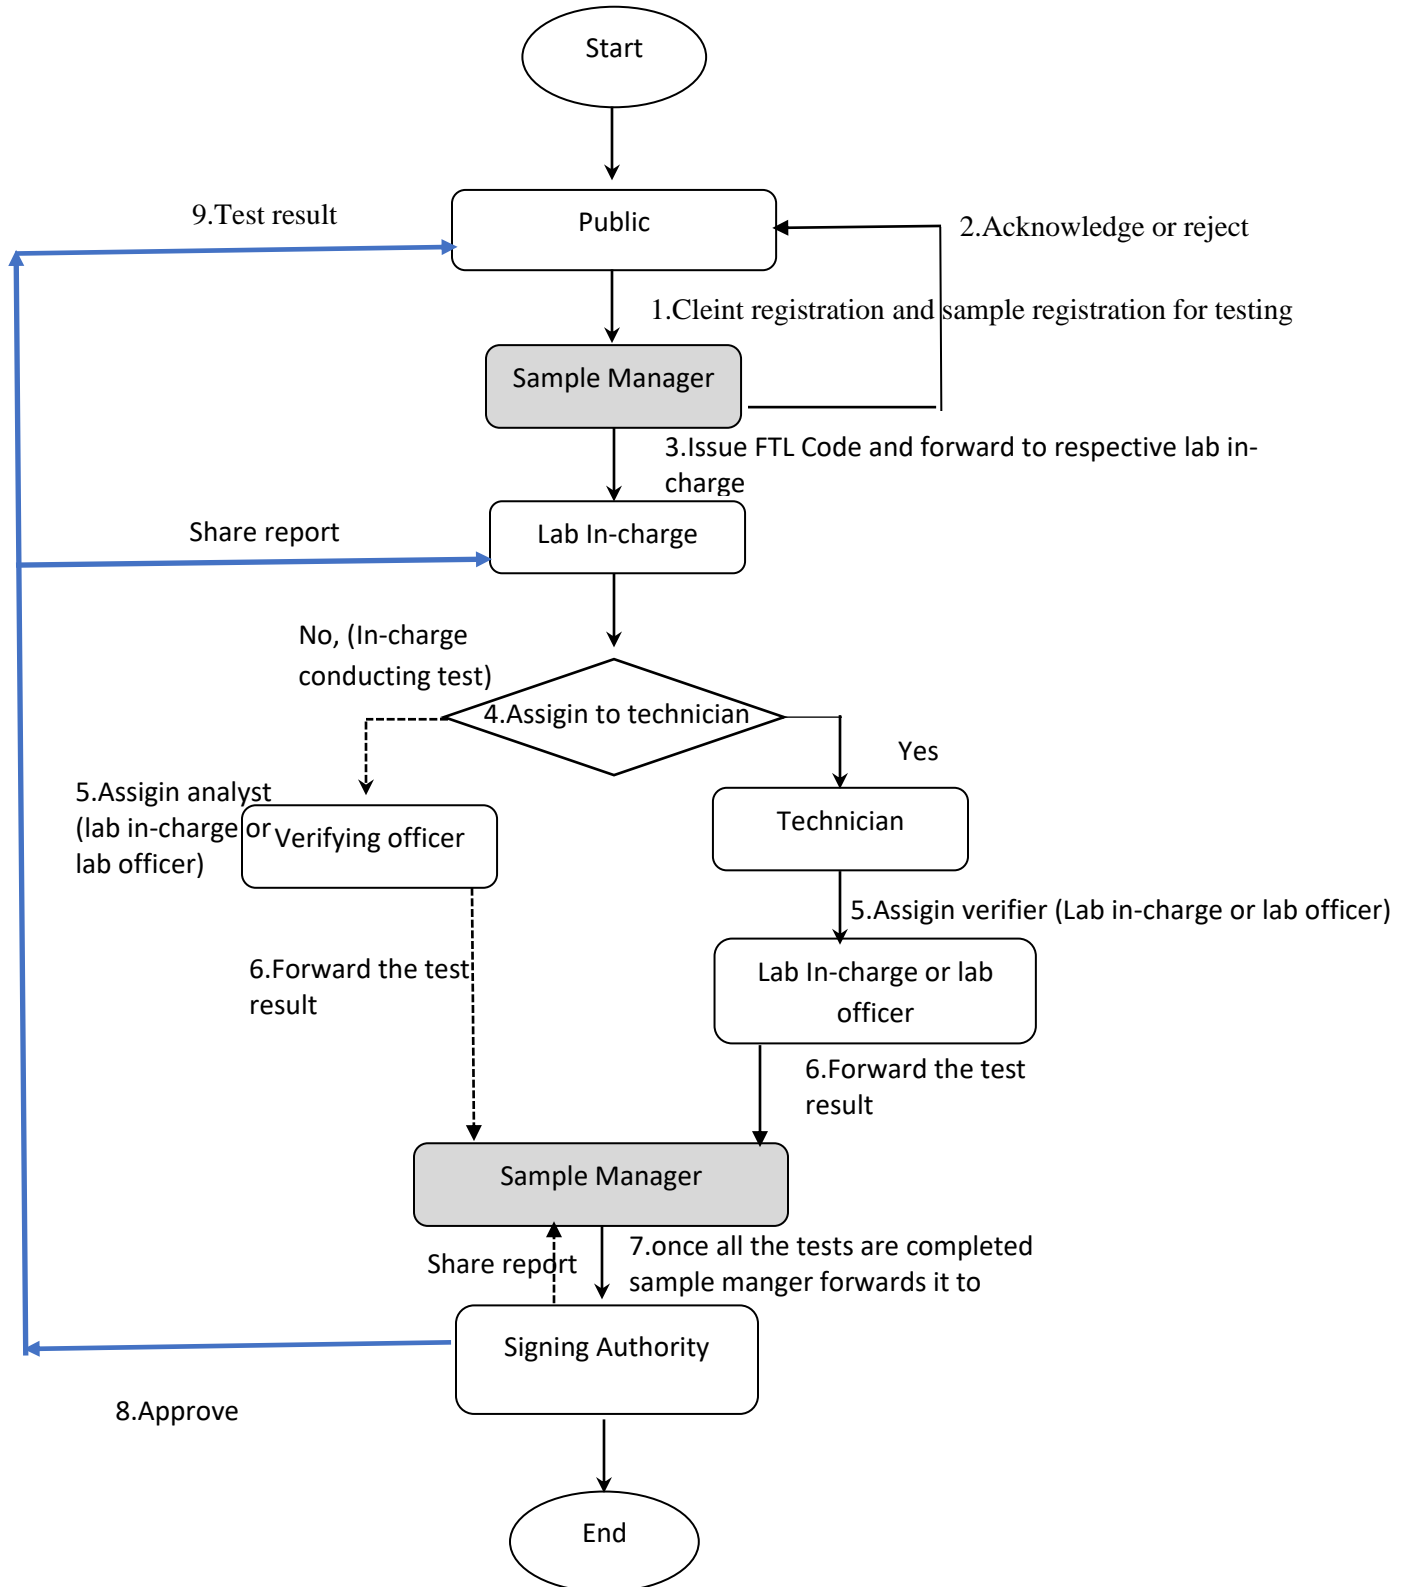 Start
9.Test result
Public
2.Acknowledge or reject
1.Cleint registration and sample registration for testing
Sample Manager
3.Issue FTL Code and forward to respective lab in-
charge
Share report
Lab In-charge
No, (In-charge
conducting test)
4.Assigin to technician
Yes
5.Assigin analyst
(lab in-charge or
lab officer)
Verifying officer
Technician
5.Assigin verifier (Lab in-charge or lab officer)
6.Forward the test
result
Lab In-charge or lab
officer
6.Forward the test
result
Sample Manager
Share report
7.once all the tests are completed
sample manger forwards it to
Signing Authority
8.Approve
End